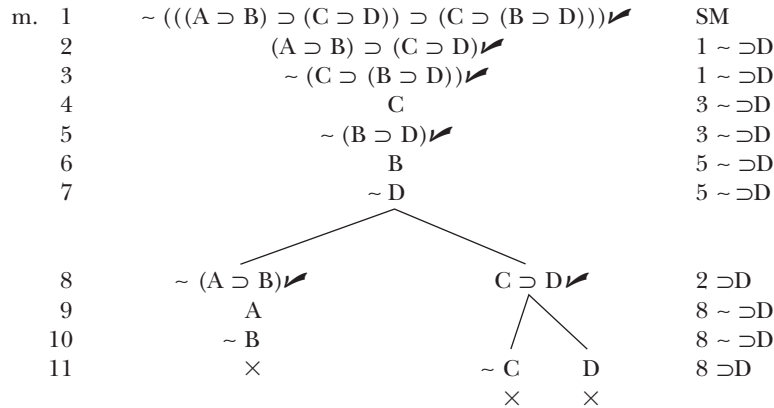 m. 1 ~ (((A ⊃ B) ⊃ (C ⊃ D)) ⊃ (C ⊃ (B ⊃ D)))✔ SM
2 (A ⊃ B) ⊃ (C ⊃ D)✔ 1 ~ ⊃D
3 ~ (C ⊃ (B ⊃ D))✔ 1 ~ ⊃D
4 C 3 ~ ⊃D
5 ~ (B ⊃ D)✔ 3 ~ ⊃D
6 B 5 ~ ⊃D
7 ~ D 5 ~ ⊃D
8 ~ (A ⊃ B)✔ C ⊃ D✔ 2 ⊃D
9 A 8 ~ ⊃D
10 ~ B 8 ~ ⊃D
11 × ~ C D 8 ⊃D
× ×